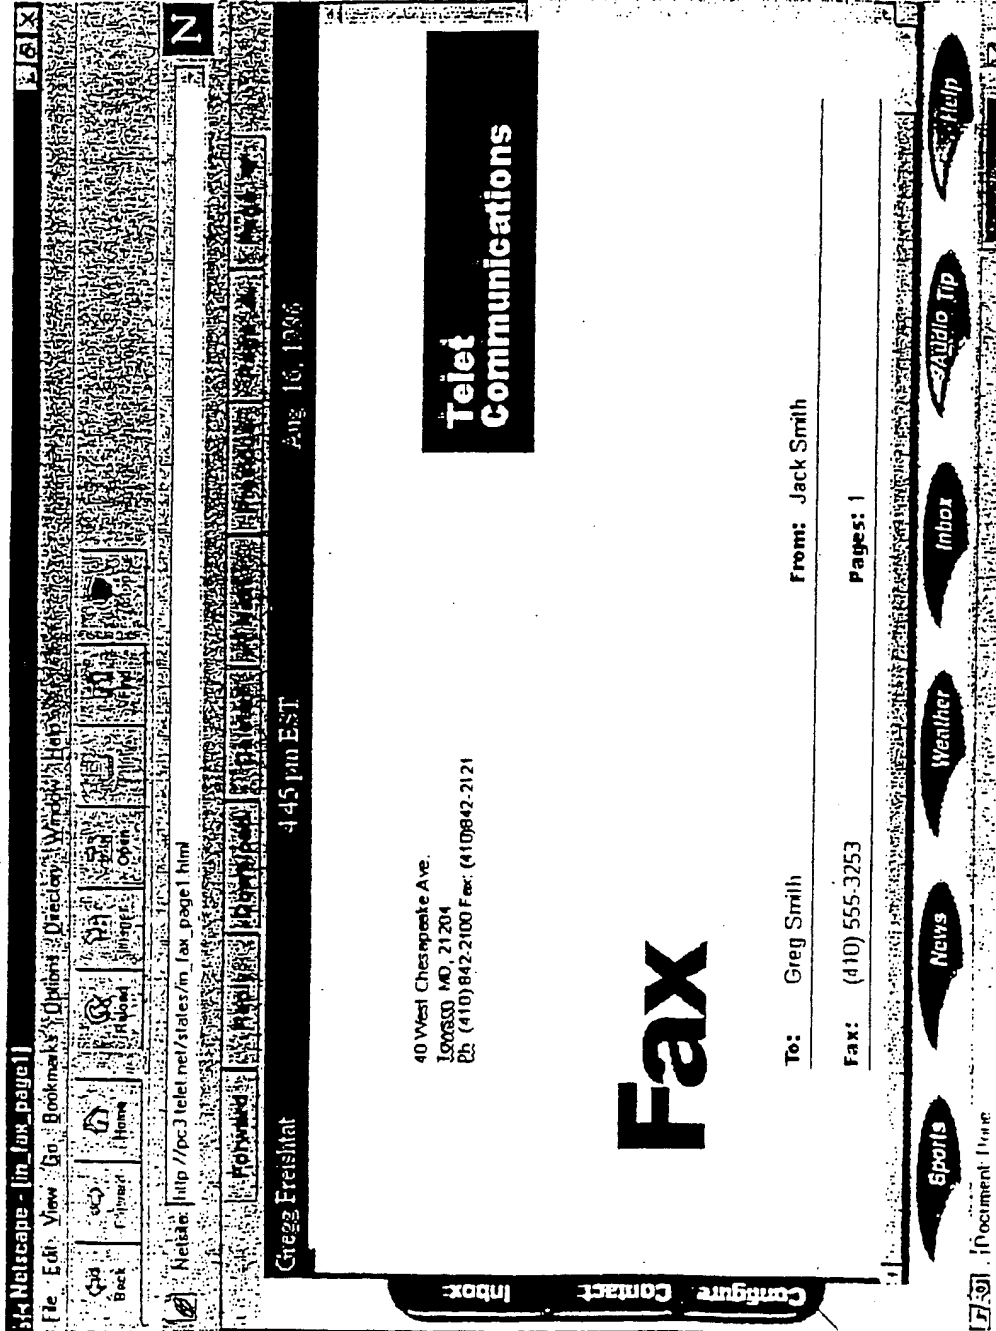 Netscape - [in_fax_page1]
File Edit View Go Bookmarks Options Directory Window Help
Back Forward Home Reload Images Open Find
Netsite: http://pc3.telet.net/states/in_fax_page1.html
N
Forward Reply
Gregg Freishtat 4:45 pm EST Aug. 16, 1996
Inbox:
Contact:
Configure
40 West Chesapeake Ave.
Towson MD, 21204
Ph (410) 842-2100 Fax: (410)842-2121
Telet
Communications
Fax
To: Greg Smith From: Jack Smith
Fax: (410) 555-3253 Pages: 1
Sports News Weather Inbox Audio Tip Help
Document: Done